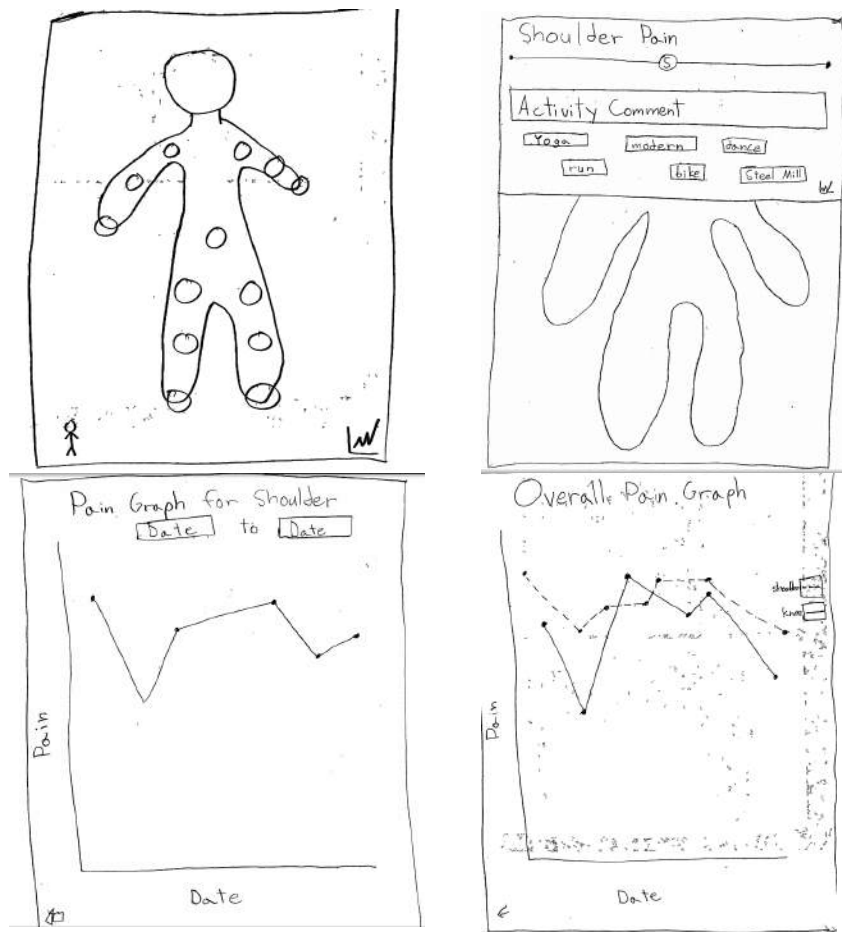 Shoulder Pain
5
Activity Comment
Yoga modern dance
run bike Steel Mill
Pain Graph for Shoulder
Date to Date
Pain
Date
Overall Pain Graph
shoulder
knee
Pain
Date